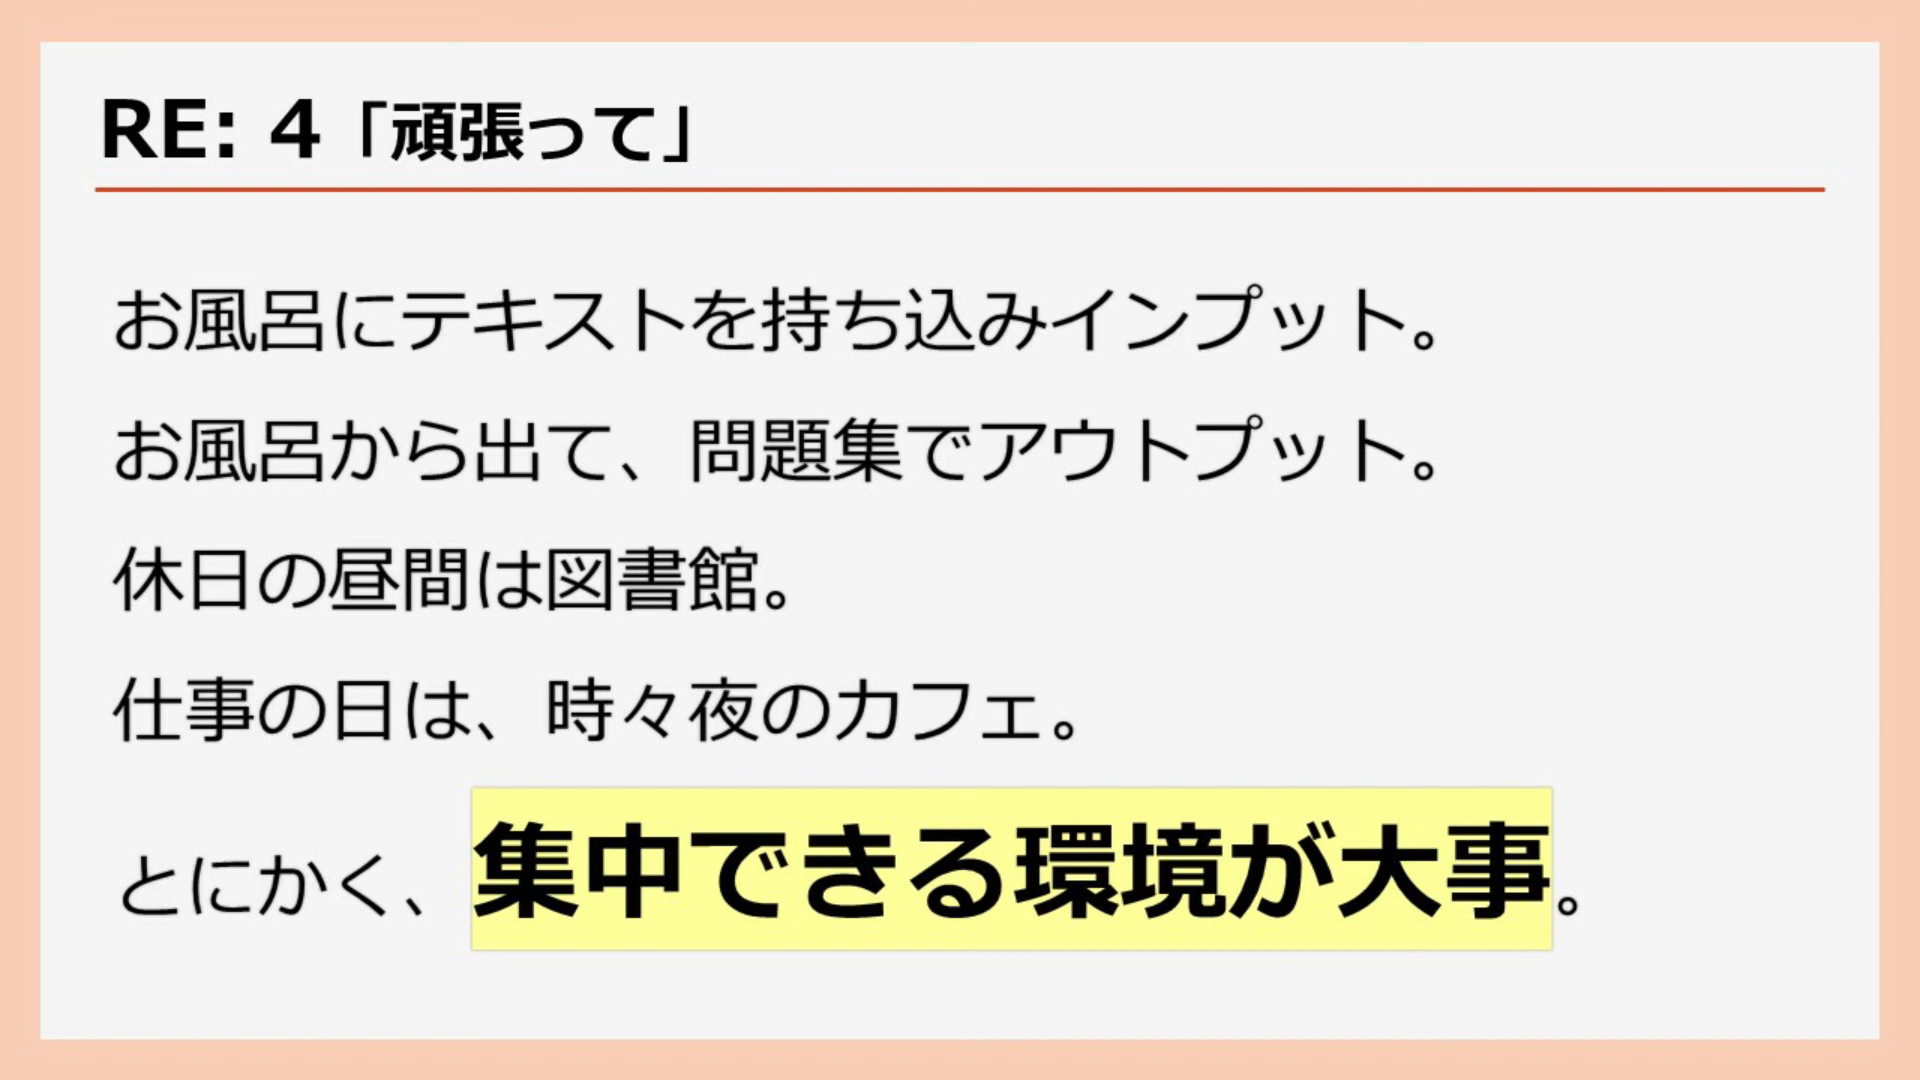 RE: 4「頑張って」
お風呂にテキストを持ち込みインプット。
お風呂から出て、問題集でアウトプット。
休日の昼間は図書館。
仕事の日は、時々夜のカフェ。
とにかく、集中できる環境が大事。